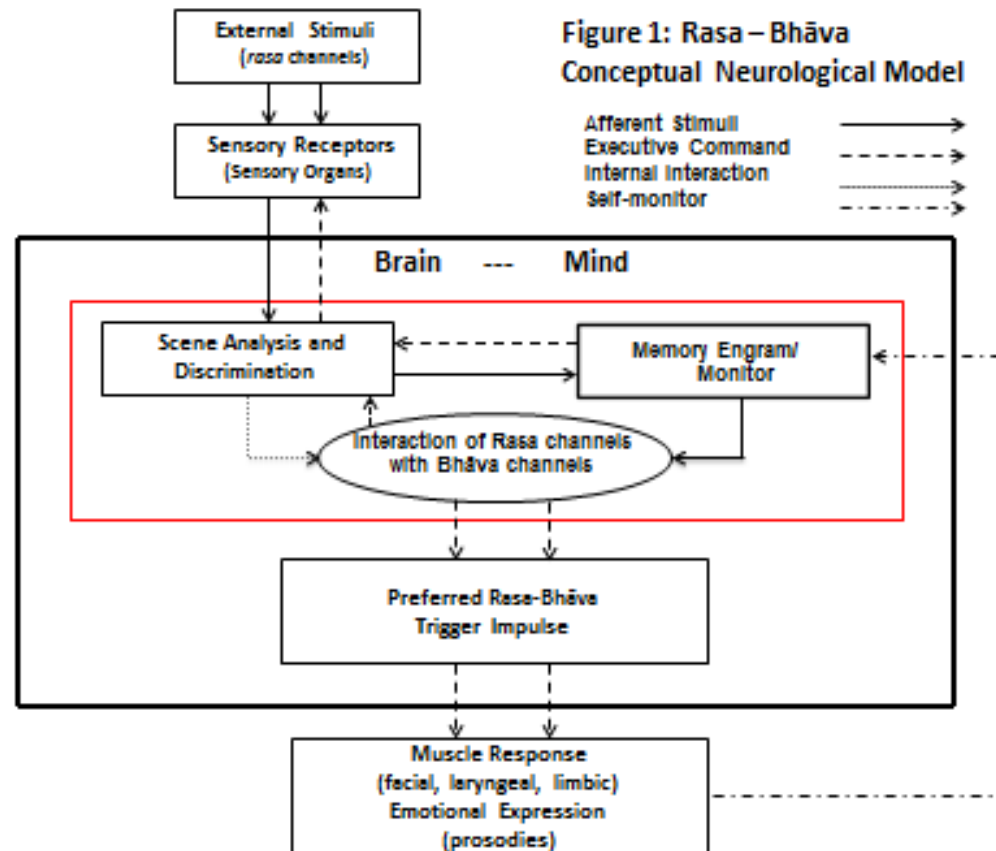 External Stimuli
(rasa channels)
Figure 1: Rasa – Bhāva
Conceptual Neurological Model
Afferent Stimuli
Executive Command
Internal Interaction
Self-monitor
Sensory Receptors
(Sensory Organs)
Brain --- Mind
Scene Analysis and
Discrimination
Memory Engram/
Monitor
Interaction of Rasa channels
with Bhāva channels
Preferred Rasa-Bhāva
Trigger Impulse
Muscle Response
(facial, laryngeal, limbic)
Emotional Expression
(prosodies)